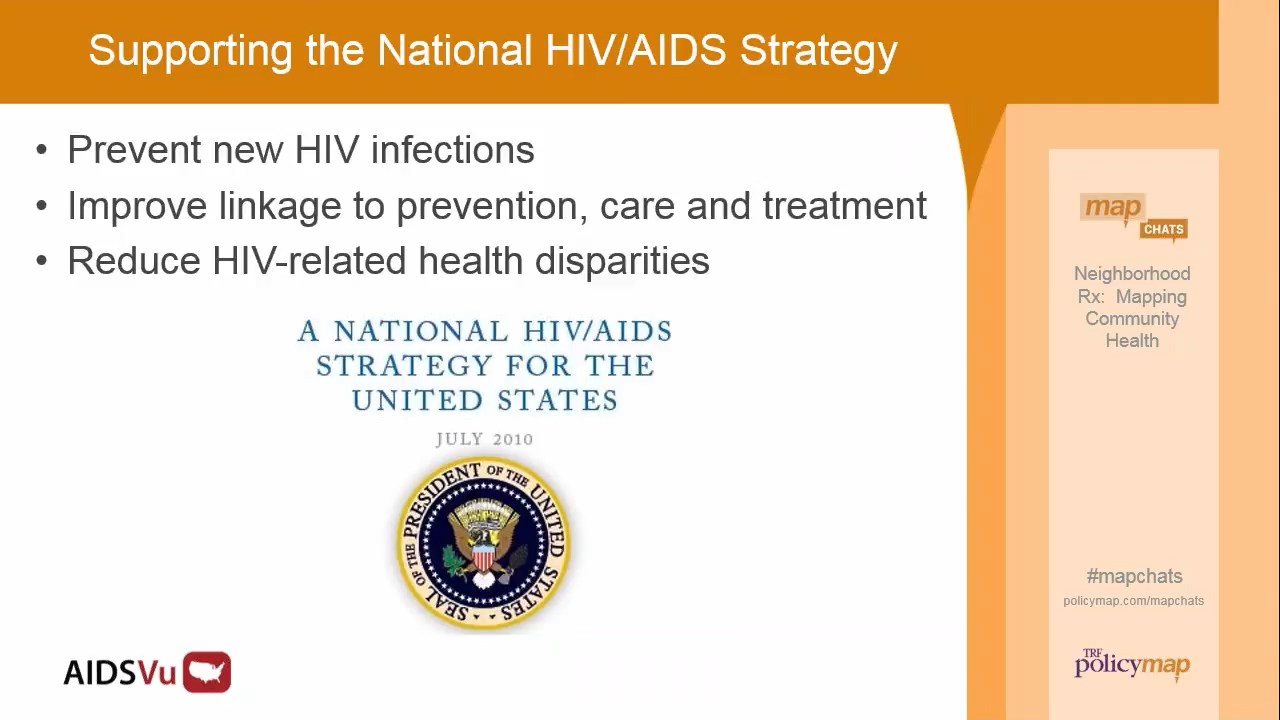 Supporting the National HIV/AIDS Strategy
• Prevent new HIV infections
• Improve linkage to prevention, care and treatment
• Reduce HIV-related health disparities
A NATIONAL HIV/AIDS
STRATEGY FOR THE
UNITED STATES
JULY 2010
SEAL OF THE PRESIDENT OF THE UNITED STATES
AIDSVu
map
CHATS
Neighborhood
Rx: Mapping
Community
Health
#mapchats
policymap.com/mapchats
TRF
policymap